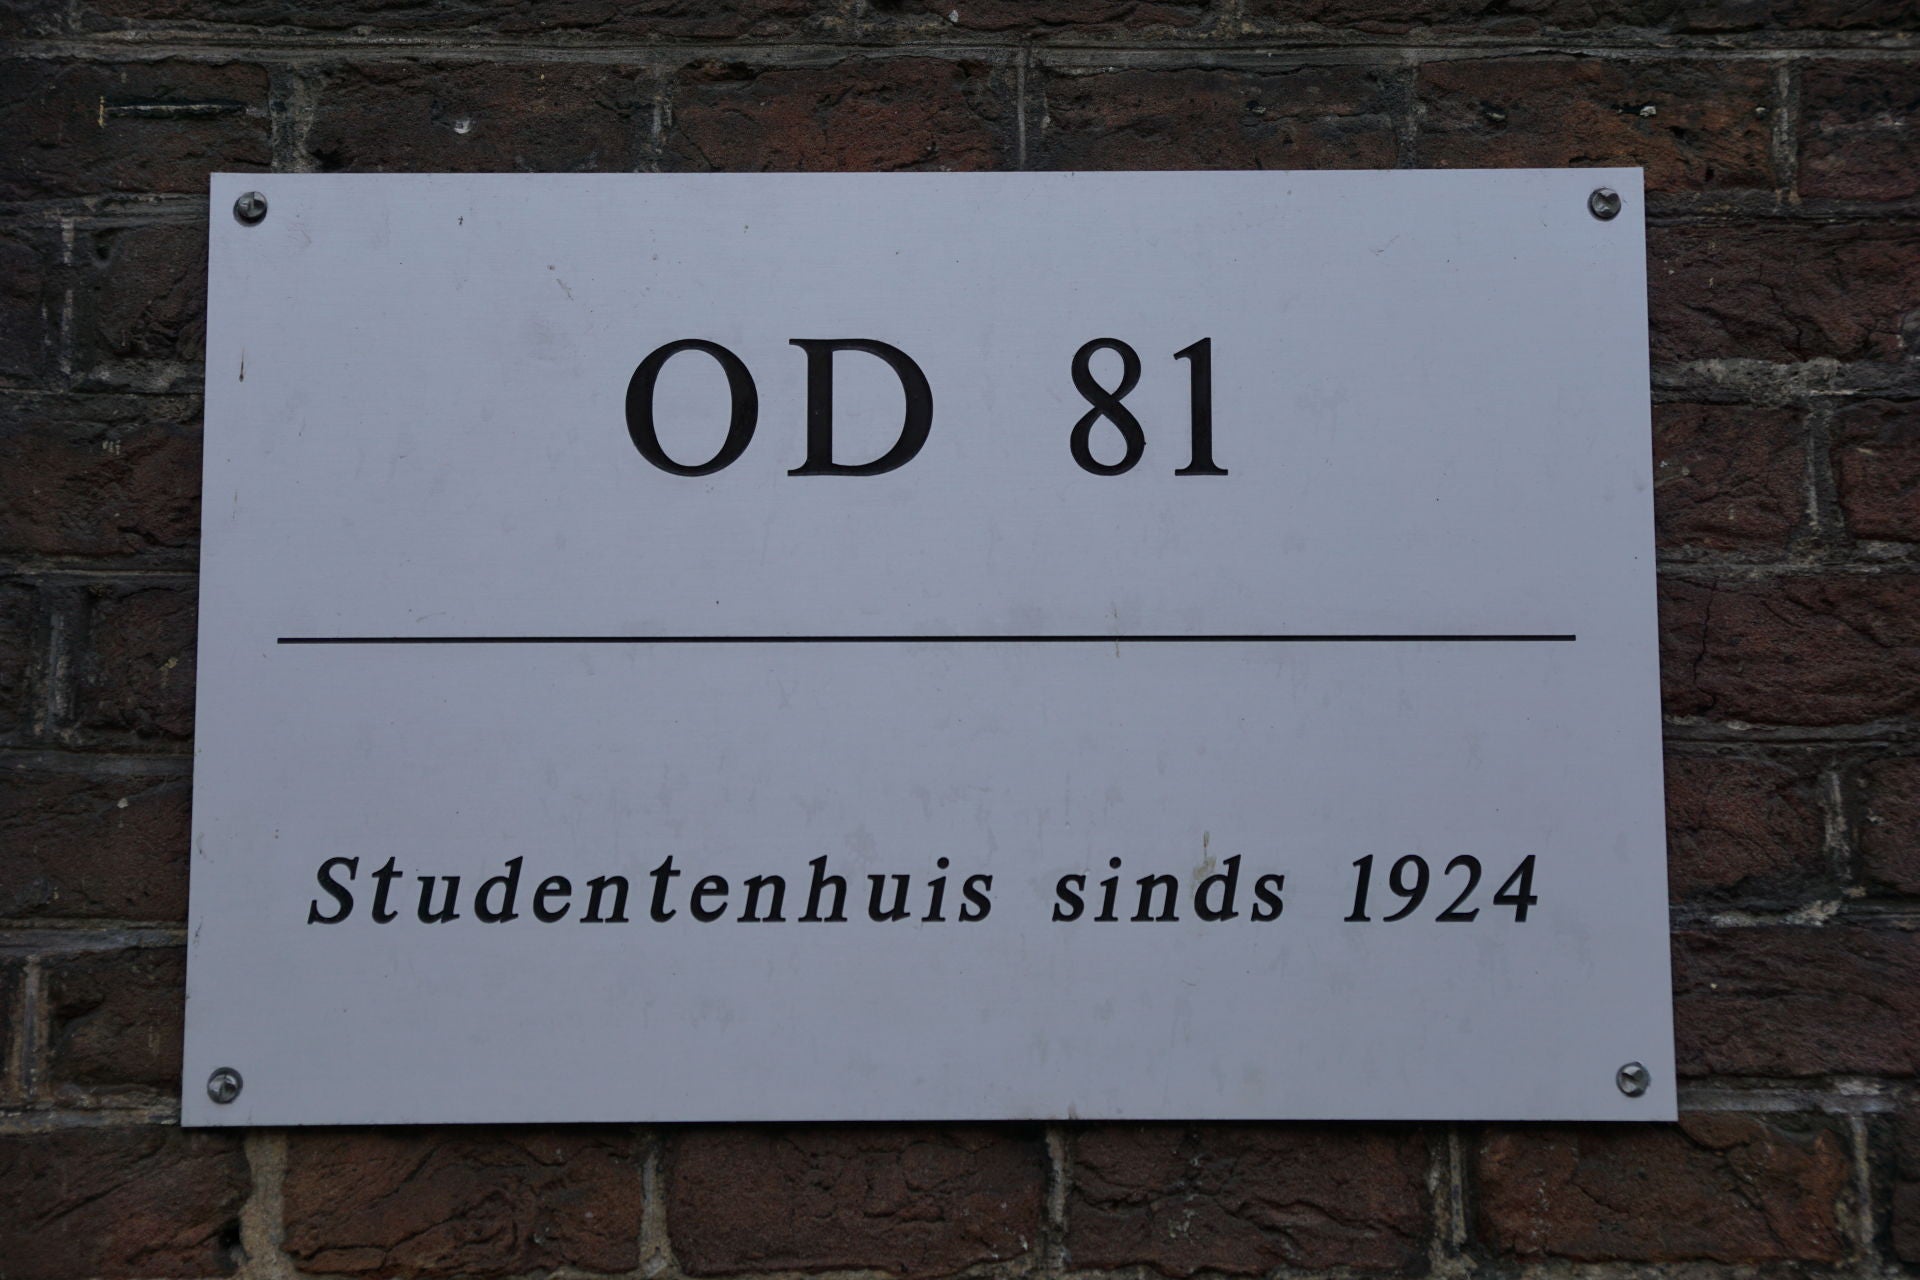 OD 81
Studentenhuis sinds 1924